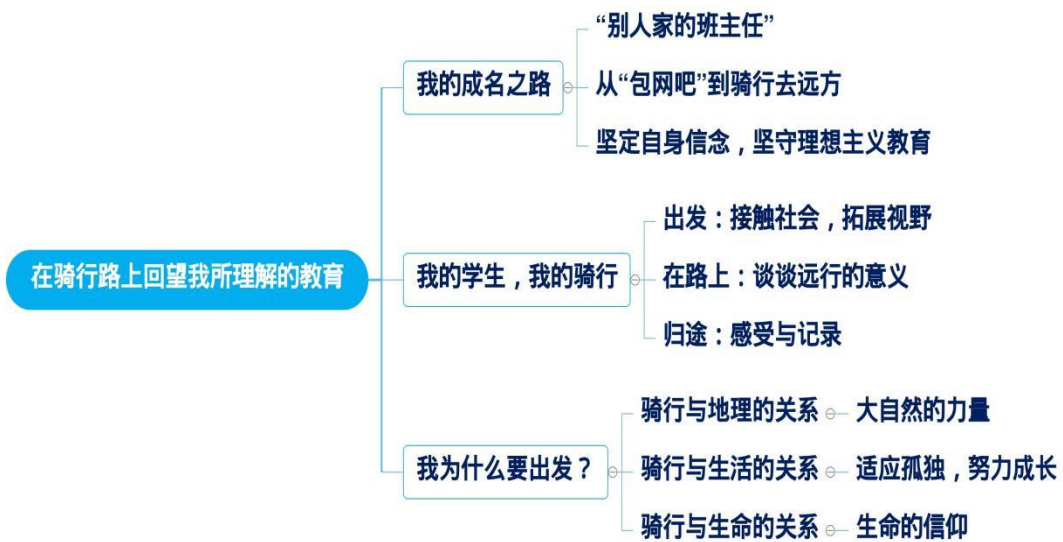 在骑行路上回望我所理解的教育
我的成名之路
“别人家的班主任”
从“包网吧”到骑行去远方
坚定自身信念，坚守理想主义教育
我的学生，我的骑行
出发：接触社会，拓展视野
在路上：谈谈远行的意义
归途：感受与记录
我为什么要出发？
骑行与地理的关系
大自然的力量
骑行与生活的关系
适应孤独，努力成长
骑行与生命的关系
生命的信仰